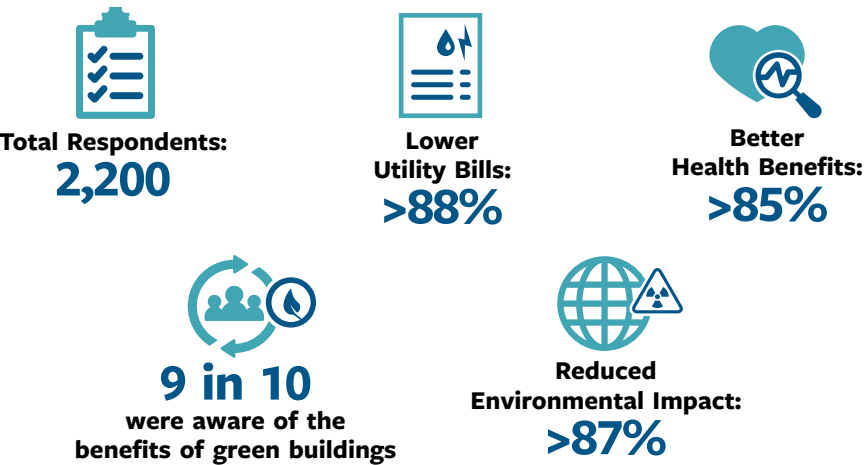 Total Respondents:
2,200
Lower
Utility Bills:
>88%
Better
Health Benefits:
>85%
9 in 10
were aware of the
benefits of green buildings
Reduced
Environmental Impact:
>87%